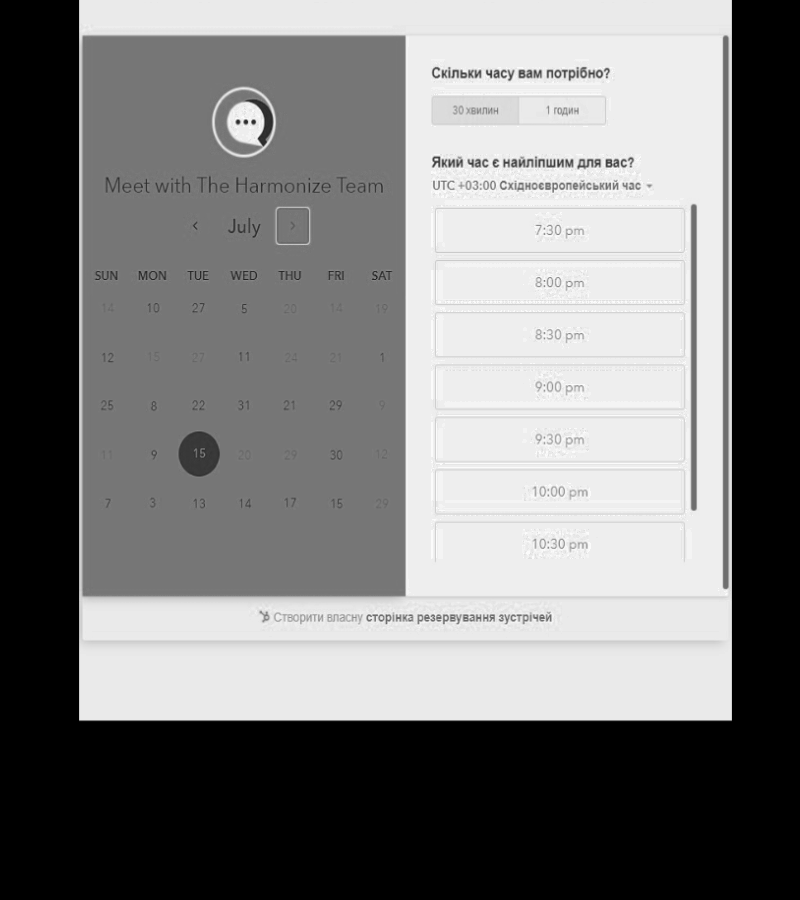 Meet with The Harmonize Team
July
SUN MON TUE WED THU FRI SAT
14 10 27 5 20 14 19
12 15 27 11 24 21 1
25 8 22 31 21 29 9
11 9 15 20 29 30 12
7 3 13 14 17 15 29
Скільки часу вам потрібно?
30 хвилин 1 годин
Який час є найліпшим для вас?
UTC +03:00 Східноєвропейський час
7:30 pm
8:00 pm
8:30 pm
9:00 pm
9:30 pm
10:00 pm
10:30 pm
Створити власну сторінка резервування зустрічей